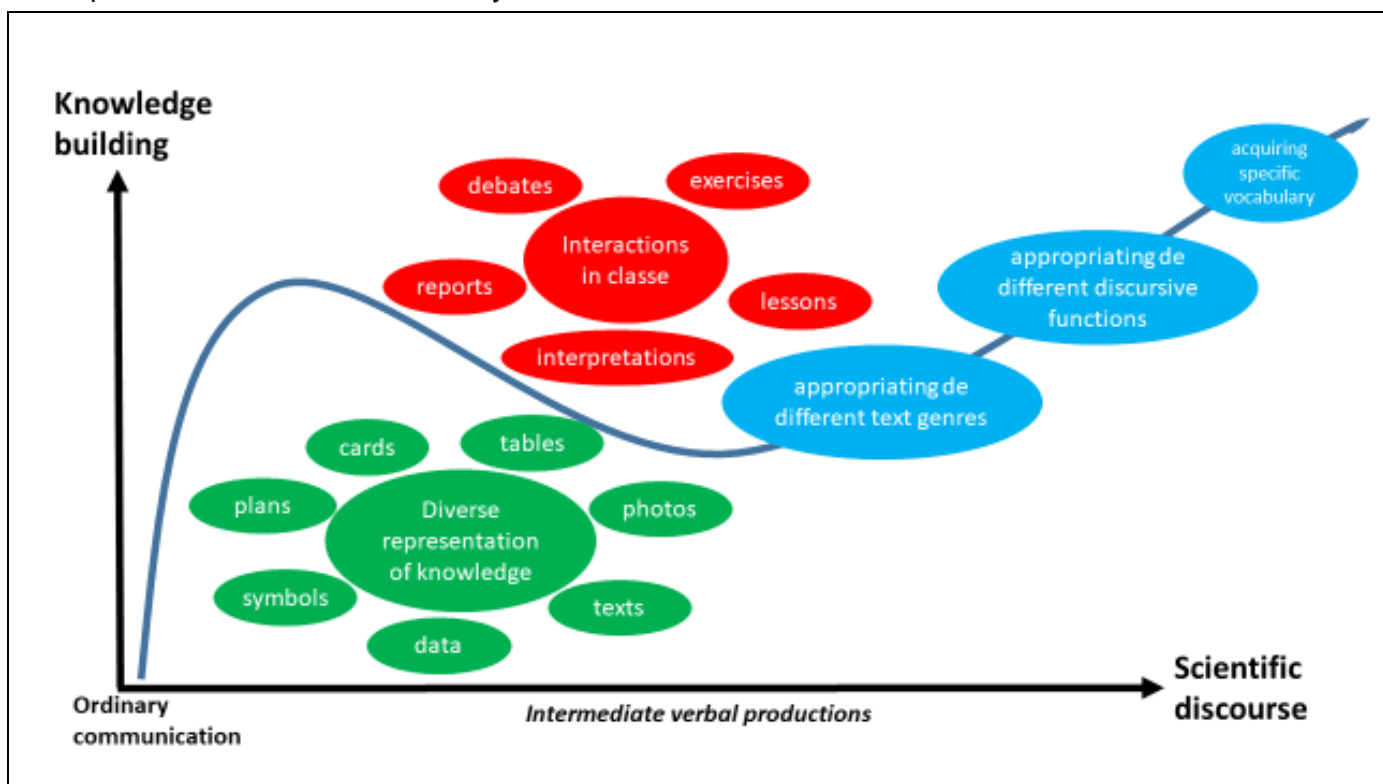 Knowledge
building
debates
exercises
Interactions
in classe
reports
lessons
interpretations
acquiring
specific
vocabulary
appropriating de
different discursive
functions
appropriating de
different text genres
cards
tables
plans
Diverse
representation
of knowledge
photos
symbols
texts
data
Ordinary
communication
Intermediate verbal productions
Scientific
discourse